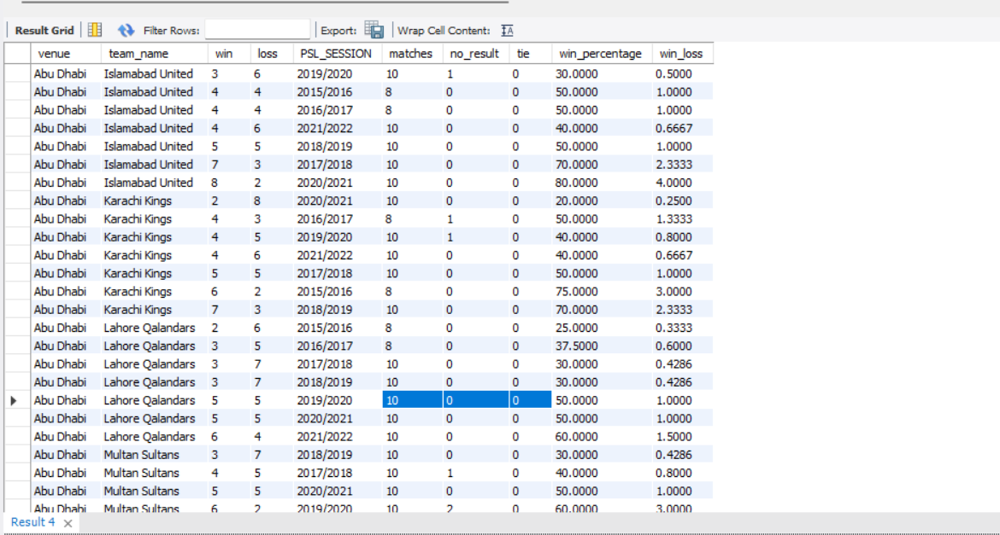 Result Grid Filter Rows: Export: Wrap Cell Content: IA
venue team_name win loss PSL_SESSION matches no_result tie win_percentage win_loss
Abu Dhabi Islamabad United 3 6 2019/2020 10 1 0 30.0000 0.5000
Abu Dhabi Islamabad United 4 4 2015/2016 8 0 0 50.0000 1.0000
Abu Dhabi Islamabad United 4 4 2016/2017 8 0 0 50.0000 1.0000
Abu Dhabi Islamabad United 4 6 2021/2022 10 0 0 40.0000 0.6667
Abu Dhabi Islamabad United 5 5 2018/2019 10 0 0 50.0000 1.0000
Abu Dhabi Islamabad United 7 3 2017/2018 10 0 0 70.0000 2.3333
Abu Dhabi Islamabad United 8 2 2020/2021 10 0 0 80.0000 4.0000
Abu Dhabi Karachi Kings 2 8 2020/2021 10 0 0 20.0000 0.2500
Abu Dhabi Karachi Kings 4 3 2016/2017 8 1 0 50.0000 1.3333
Abu Dhabi Karachi Kings 4 5 2019/2020 10 1 0 40.0000 0.8000
Abu Dhabi Karachi Kings 4 6 2021/2022 10 0 0 40.0000 0.6667
Abu Dhabi Karachi Kings 5 5 2017/2018 10 0 0 50.0000 1.0000
Abu Dhabi Karachi Kings 6 2 2015/2016 8 0 0 75.0000 3.0000
Abu Dhabi Karachi Kings 7 3 2018/2019 10 0 0 70.0000 2.3333
Abu Dhabi Lahore Qalandars 2 6 2015/2016 8 0 0 25.0000 0.3333
Abu Dhabi Lahore Qalandars 3 5 2016/2017 8 0 0 37.5000 0.6000
Abu Dhabi Lahore Qalandars 3 7 2017/2018 10 0 0 30.0000 0.4286
Abu Dhabi Lahore Qalandars 3 7 2018/2019 10 0 0 30.0000 0.4286
Abu Dhabi Lahore Qalandars 5 5 2019/2020 10 0 0 50.0000 1.0000
Abu Dhabi Lahore Qalandars 5 5 2020/2021 10 0 0 50.0000 1.0000
Abu Dhabi Lahore Qalandars 6 4 2021/2022 10 0 0 60.0000 1.5000
Abu Dhabi Multan Sultans 3 7 2018/2019 10 0 0 30.0000 0.4286
Abu Dhabi Multan Sultans 4 5 2017/2018 10 1 0 40.0000 0.8000
Abu Dhabi Multan Sultans 5 5 2020/2021 10 0 0 50.0000 1.0000
Abu Dhabi Multan Sultans 6 2 2019/2020 10 2 0 60.0000 3.0000
Result 4